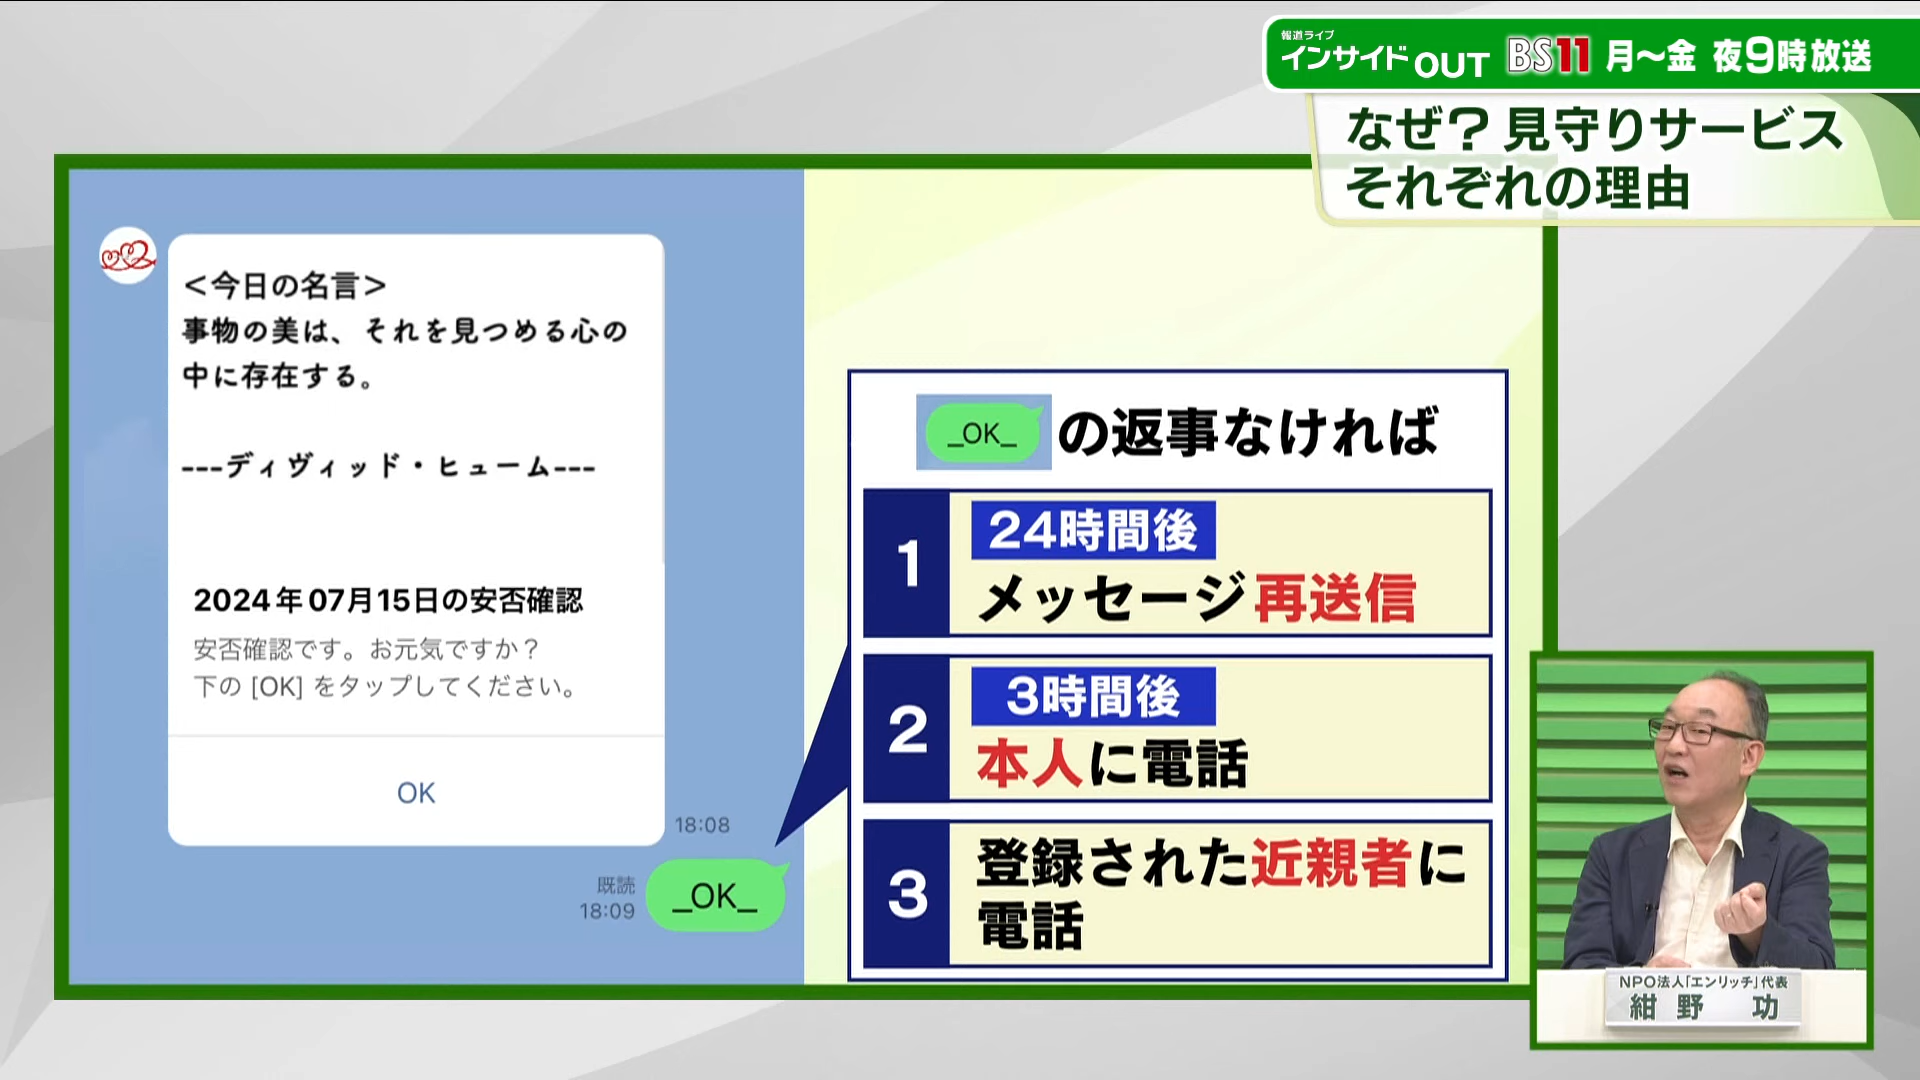 報道ライブ
インサイドOUT BS11 月～金 夜9時放送
なぜ？見守りサービス
それぞれの理由
＜今日の名言＞
事物の美は、それを見つめる心の
中に存在する。
---ディヴィッド・ヒューム---
2024年07月15日の安否確認
安否確認です。お元気ですか？
下の [OK] をタップしてください。
OK
18:08
既読
18:09
_OK_
_OK_ の返事なければ
1
24時間後
メッセージ再送信
2
3時間後
本人に電話
3
登録された近親者に
電話
NPO法人「エンリッチ」代表
紺野 功